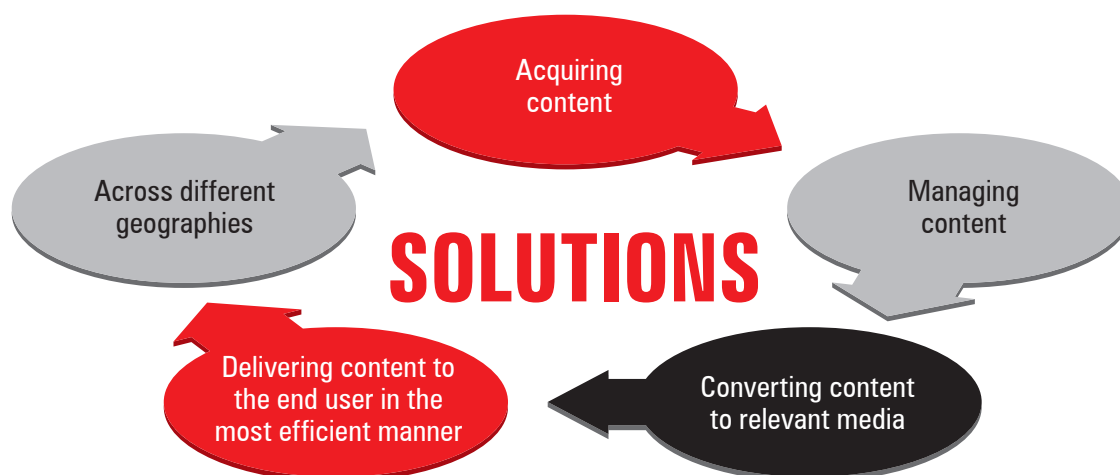 Acquiring
content
Across different
geographies
Managing
content
SOLUTIONS
Delivering content to
the end user in the
most efficient manner
Converting content
to relevant media